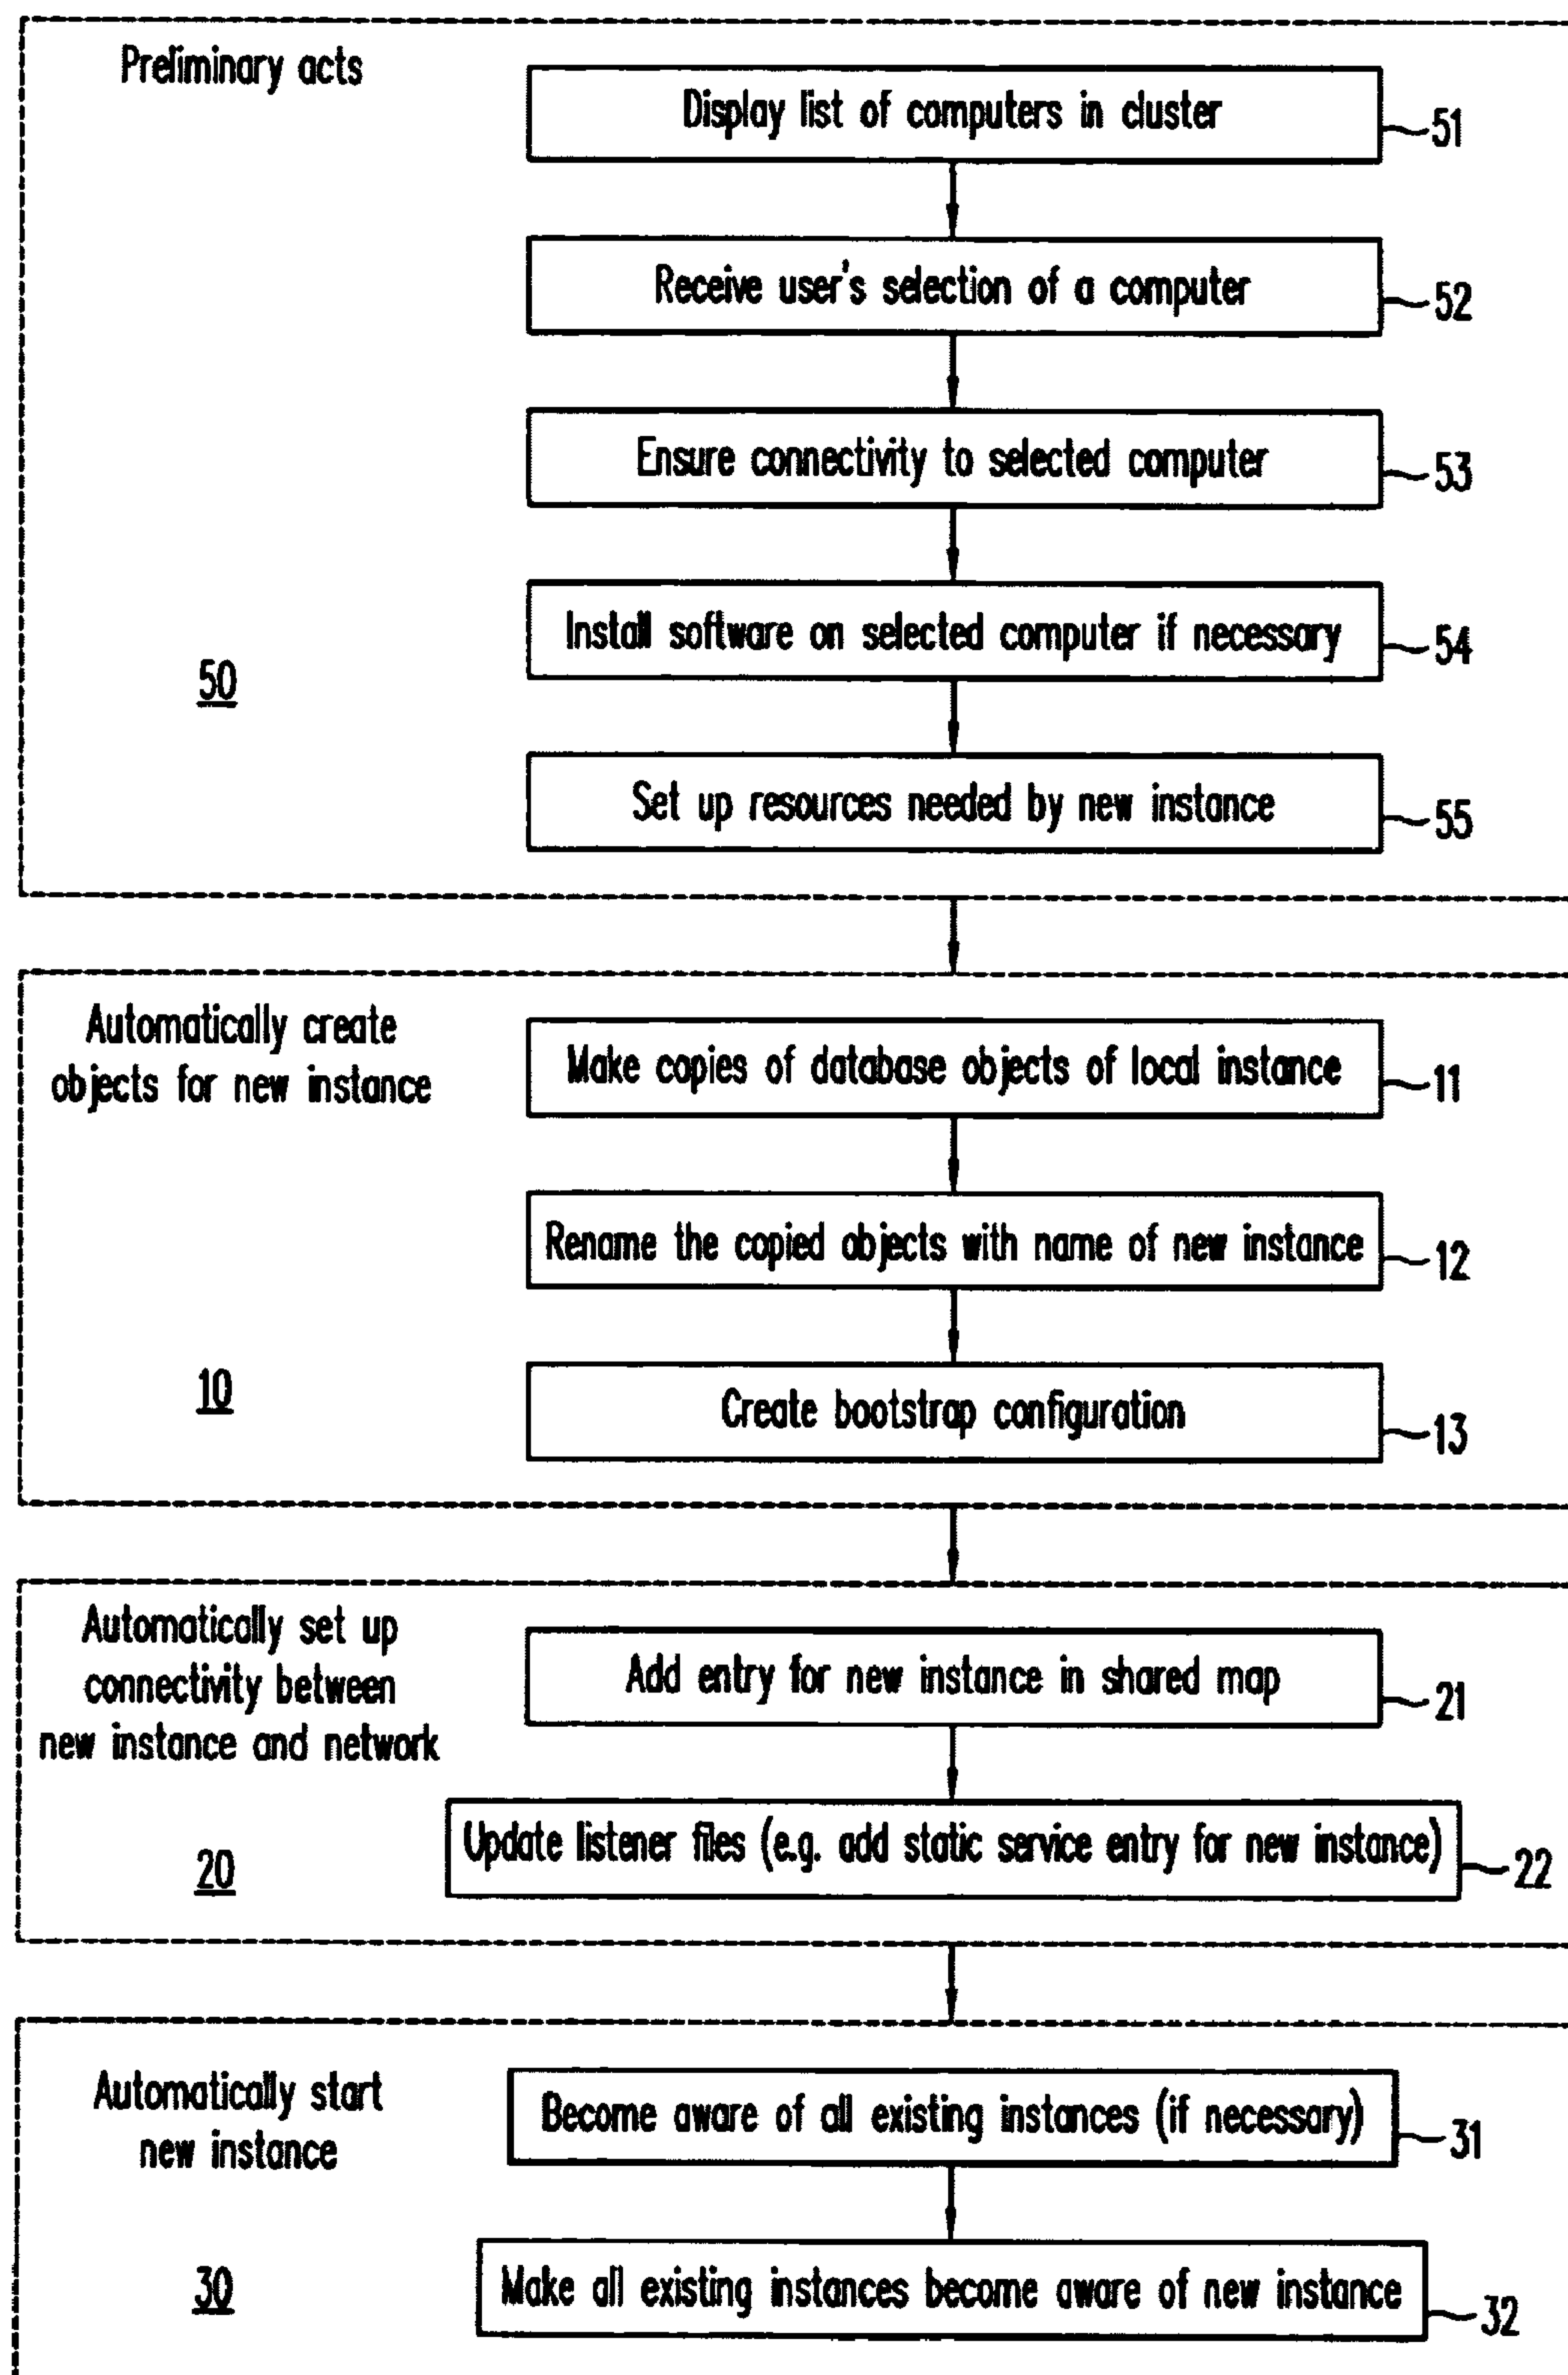 Preliminary acts
Display list of computers in cluster
51
Receive user's selection of a computer
52
Ensure connectivity to selected computer
53
Install software on selected computer if necessary
54
50
Set up resources needed by new instance
55
Automatically create
objects for new instance
Make copies of database objects of local instance
11
Rename the copied objects with name of new instance
12
10
Create bootstrap configuration
13
Automatically set up
connectivity between
new instance and network
Add entry for new instance in shared map
21
20
Update listener files (e.g. add static service entry for new instance)
22
Automatically start
new instance
Become aware of all existing instances (if necessary)
31
30
Make all existing instances become aware of new instance
32